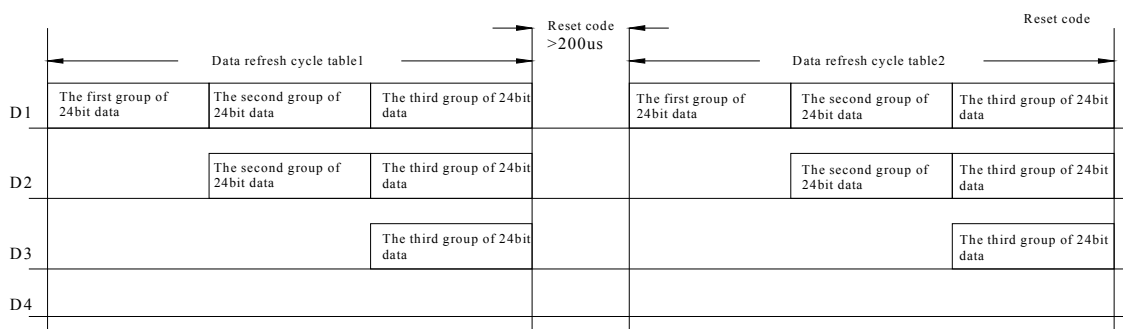 Reset code
>200us
Reset code
Data refresh cycle table1
Data refresh cycle table2
D1
The first group of
24bit data
The second group of
24bit data
The third group of 24bit
data
The first group of
24bit data
The second group of
24bit data
The third group of 24bit
data
D2
The second group of
24bit data
The third group of 24bit
data
The second group of
24bit data
The third group of 24bit
data
D3
The third group of 24bit
data
The third group of 24bit
data
D4